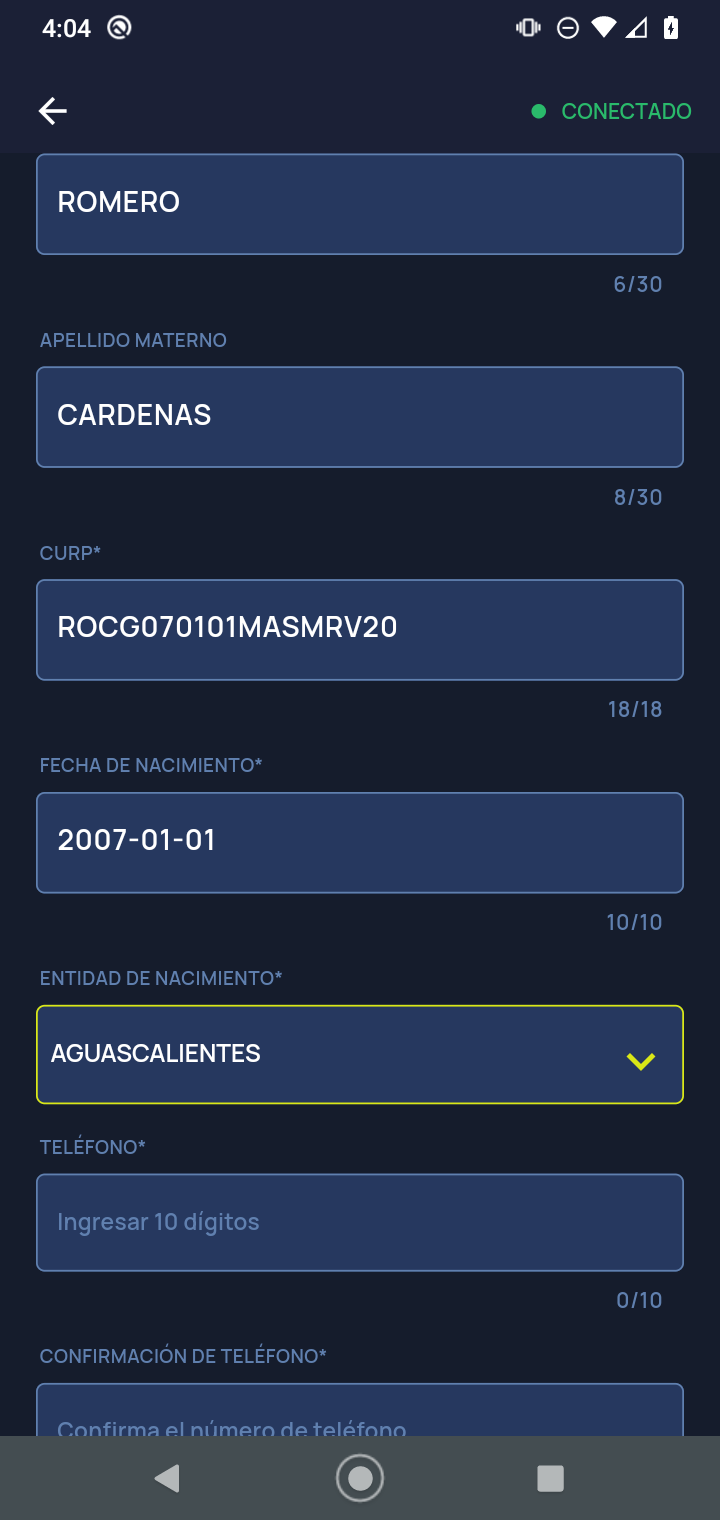 4:04
CONECTADO
ROMERO
6/30
APELLIDO MATERNO
CARDENAS
8/30
CURP*
ROCG070101MASMRV20
18/18
FECHA DE NACIMIENTO*
2007-01-01
10/10
ENTIDAD DE NACIMIENTO*
AGUASCALIENTES
TELÉFONO*
Ingresar 10 dígitos
0/10
CONFIRMACIÓN DE TELÉFONO*
Confirma el número de teléfono